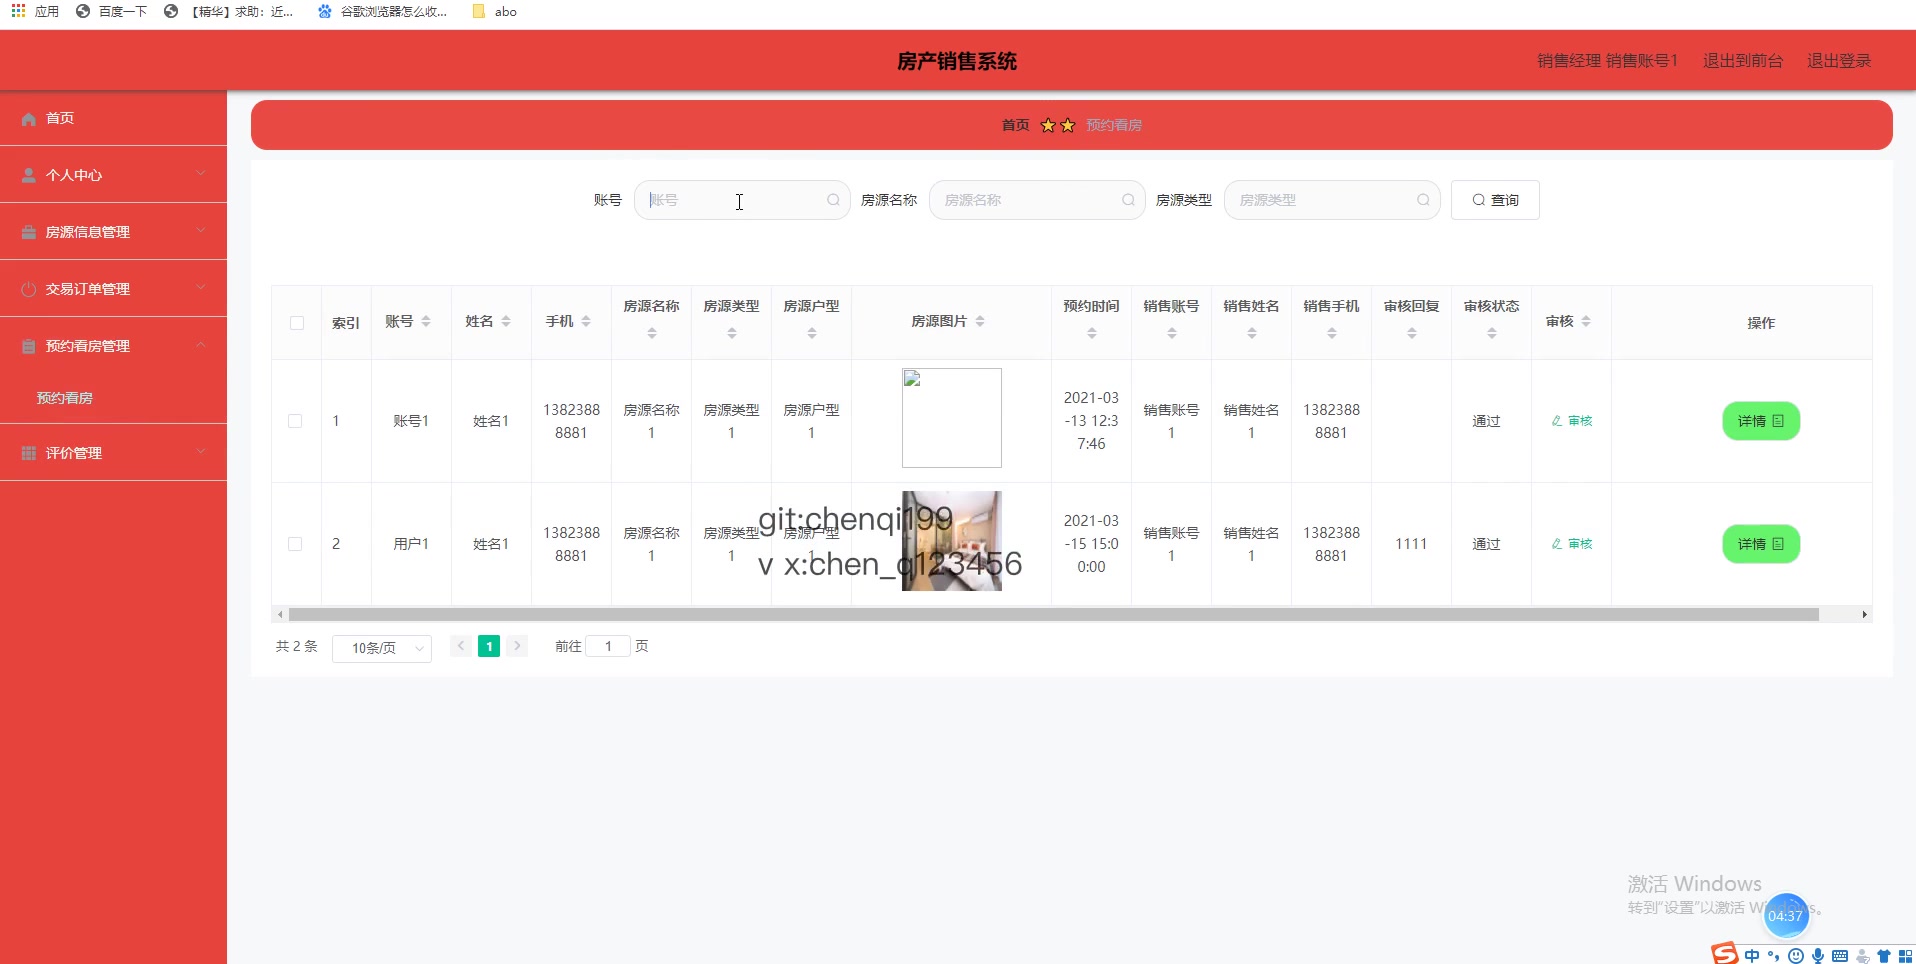 应用 百度一下 【精华】求助：近... 谷歌浏览器怎么收... abo
房产销售系统
销售经理 销售账号1 退出到前台 退出登录
首页
个人中心
房源信息管理
交易订单管理
预约看房管理
预约看房
评价管理
首页 预约看房
账号 账号 房源名称 房源名称 房源类型 房源类型 查询
索引 账号 姓名 手机 房源名称 房源类型 房源户型 房源图片 预约时间 销售账号 销售姓名 销售手机 审核回复 审核状态 审核 操作
1 账号1 姓名1 1382388 房源名称 房源类型 房源户型 2021-03 销售账号 销售姓名 1382388 通过 审核 详情
8881 1 1 1 -13 12:3 1 1 8881
7:46
2 用户1 姓名1 1382388 房源名称 房源类型 房源户型 2021-03 销售账号 销售姓名 1382388 1111 通过 审核 详情
8881 1 1 1 -15 15:0 1 1 8881
0:00
git:chenqi199
v x:chen_q123456
共 2 条 10条/页 1 前往 1 页
激活 Windows
转到"设置"以激活 Windows。
04:37
中